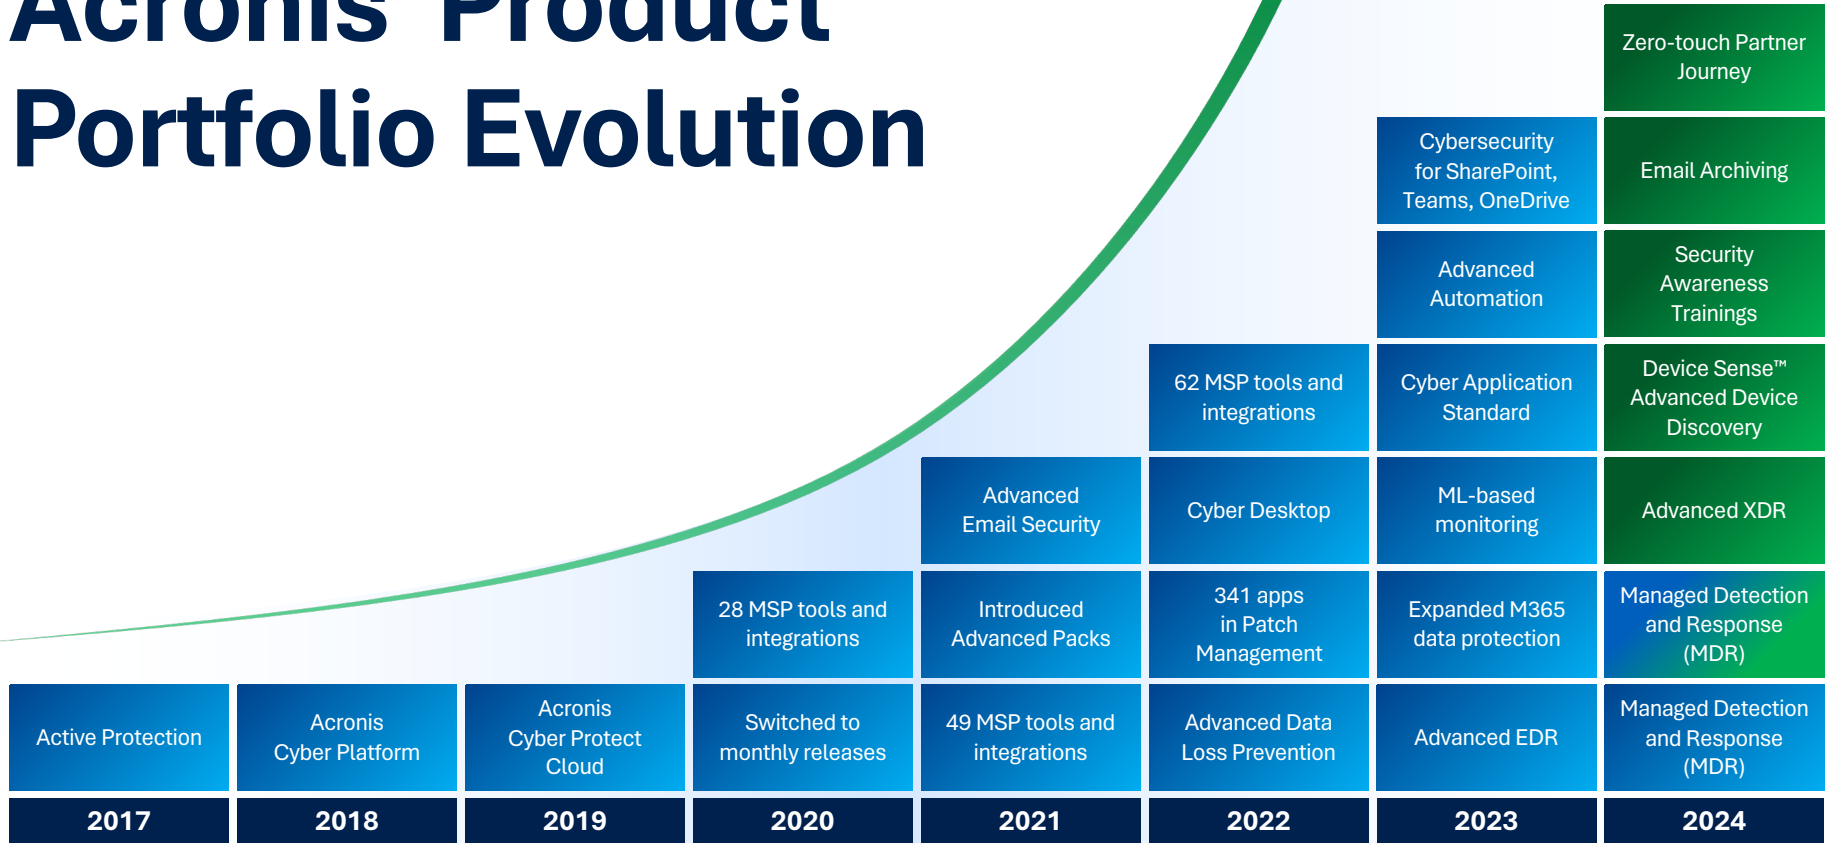 Acronis Product
Portfolio Evolution
Zero-touch Partner
Journey
Cybersecurity
for SharePoint,
Teams, OneDrive
Email Archiving
Advanced
Automation
Security
Awareness
Trainings
62 MSP tools and
integrations
Cyber Application
Standard
Device Sense™
Advanced Device
Discovery
Advanced
Email Security
Cyber Desktop
ML-based
monitoring
Advanced XDR
28 MSP tools and
integrations
Introduced
Advanced Packs
341 apps
in Patch
Management
Expanded M365
data protection
Managed Detection
and Response
(MDR)
Active Protection
Acronis
Cyber Platform
Acronis
Cyber Protect
Cloud
Switched to
monthly releases
49 MSP tools and
integrations
Advanced Data
Loss Prevention
Advanced EDR
Managed Detection
and Response
(MDR)
2017
2018
2019
2020
2021
2022
2023
2024